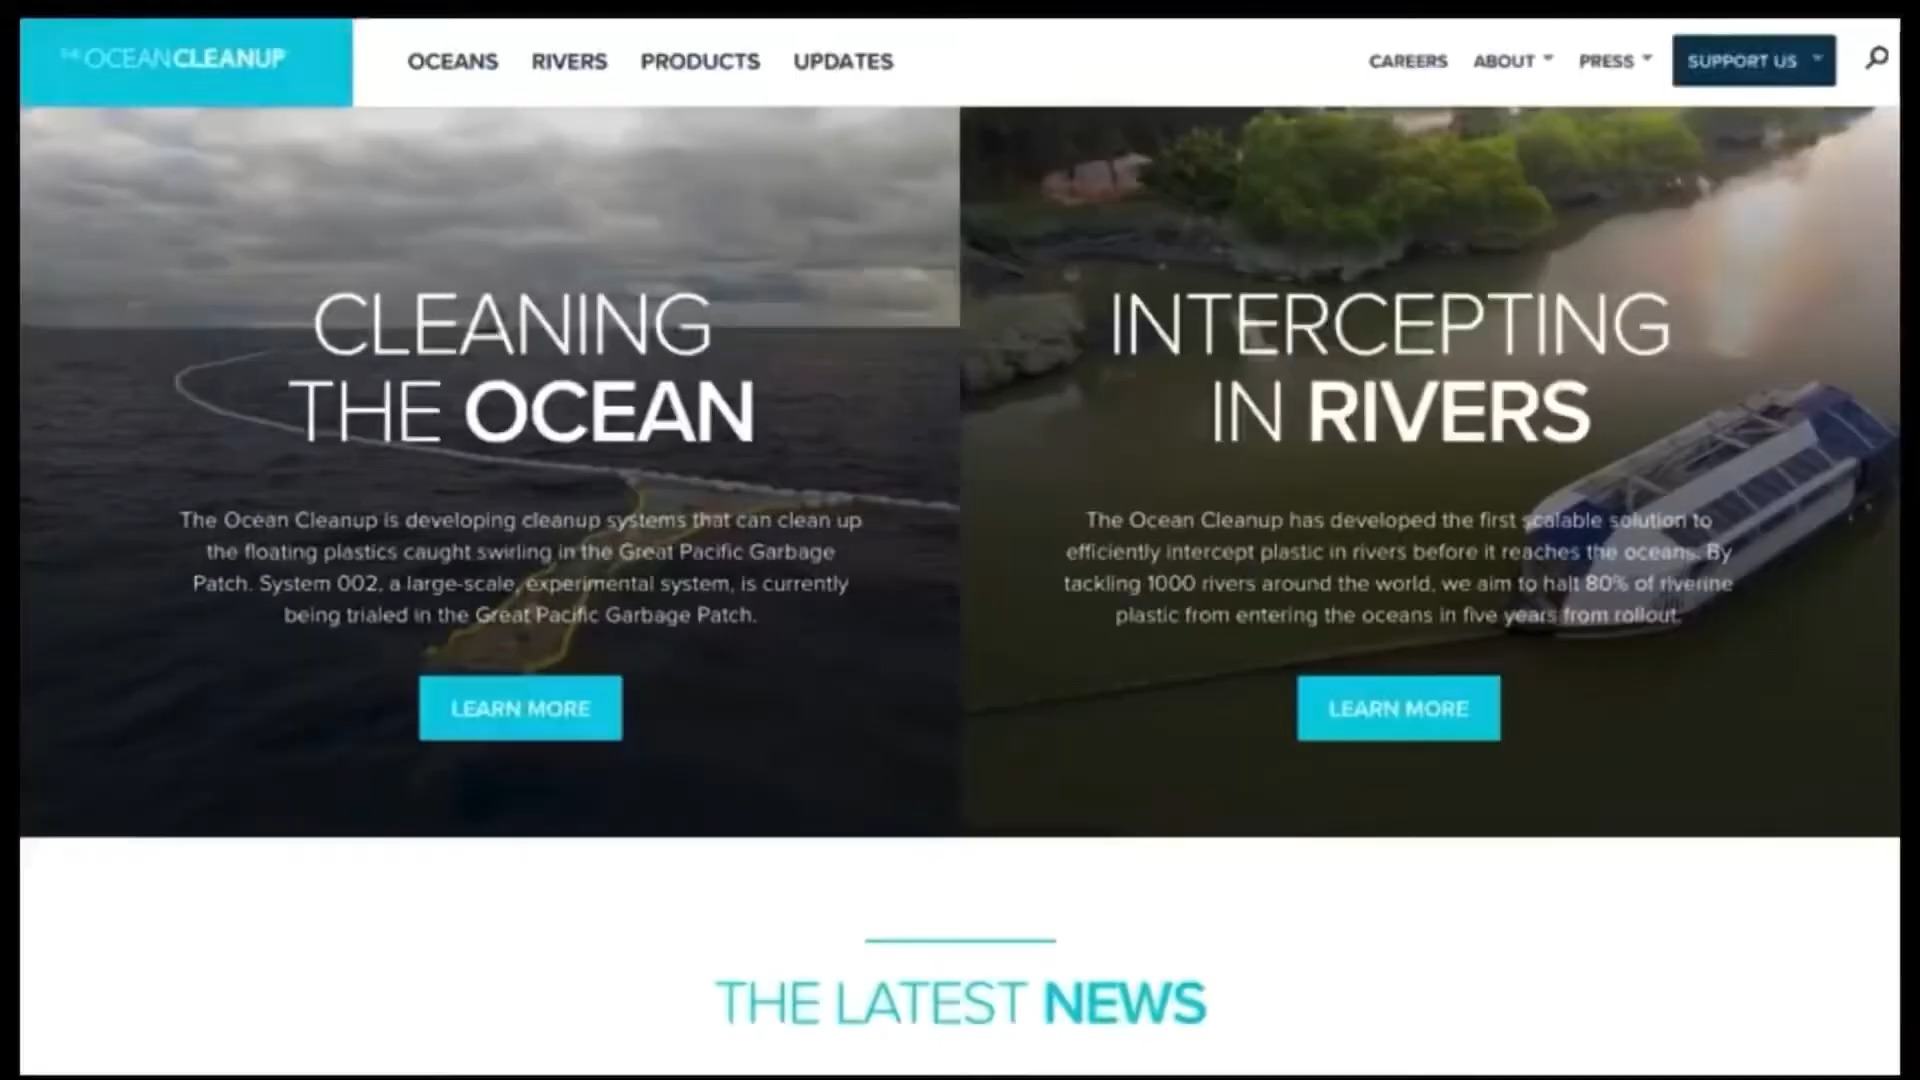 THE OCEAN CLEANUP
OCEANS RIVERS PRODUCTS UPDATES
CAREERS ABOUT PRESS SUPPORT US
CLEANING
THE OCEAN
The Ocean Cleanup is developing cleanup systems that can clean up
the floating plastics caught swirling in the Great Pacific Garbage
Patch. System 002, a large-scale, experimental system, is currently
being trialed in the Great Pacific Garbage Patch.
LEARN MORE
INTERCEPTING
IN RIVERS
The Ocean Cleanup has developed the first scalable solution to
efficiently intercept plastic in rivers before it reaches the oceans. By
tackling 1000 rivers around the world, we aim to halt 80% of riverine
plastic from entering the oceans in five years from rollout.
LEARN MORE
THE LATEST NEWS